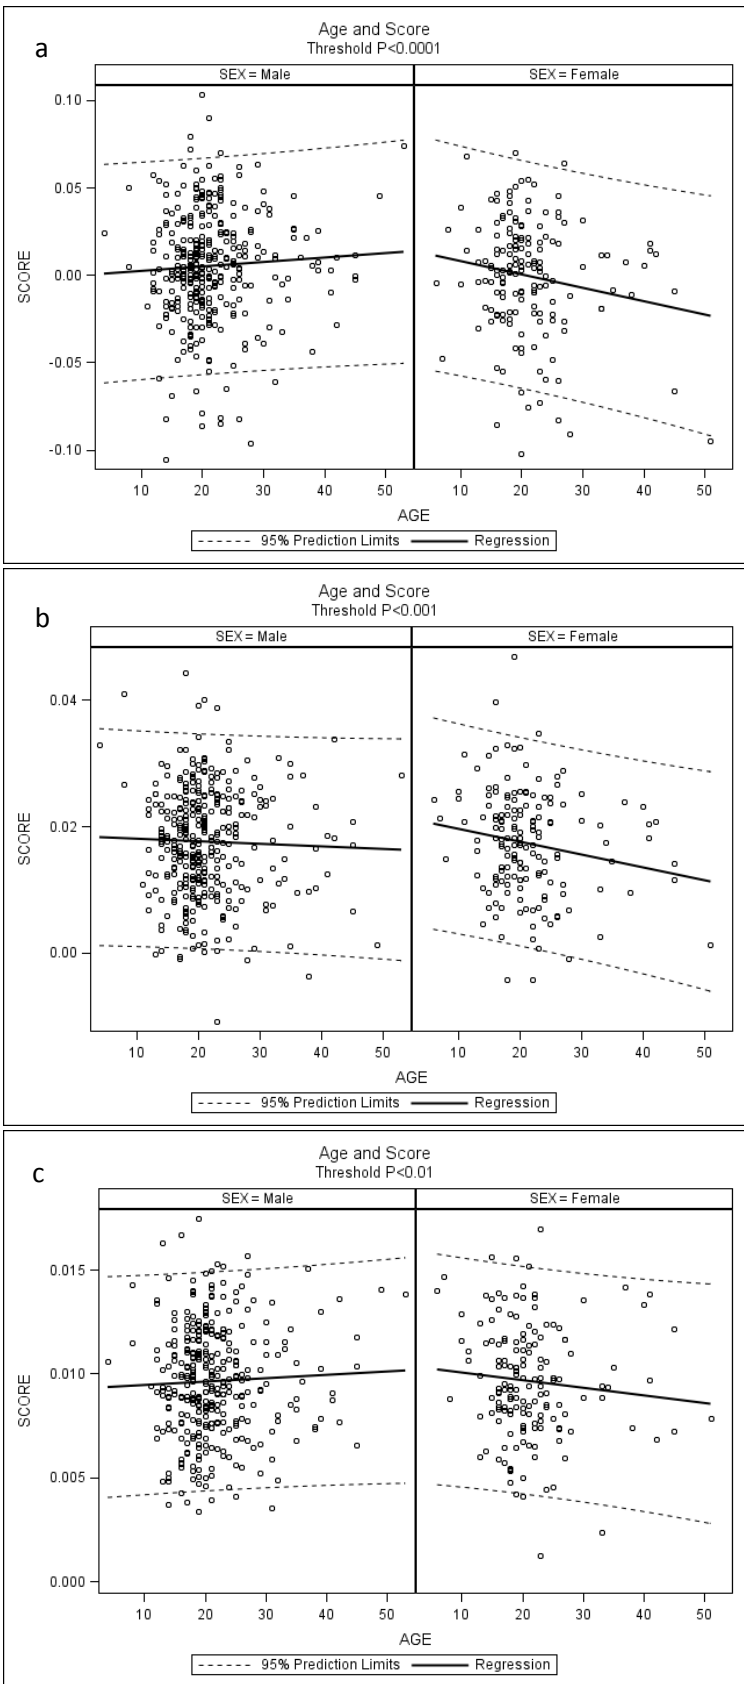 a
Age and Score
Threshold P<0.0001
SEX = Male
SEX = Female
0.10
0.05
0.00
-0.05
-0.10
SCORE
10 20 30 40 50 10 20 30 40 50
AGE
95% Prediction Limits Regression
b
Age and Score
Threshold P<0.001
SEX = Male
SEX = Female
0.04
0.02
0.00
SCORE
10 20 30 40 50 10 20 30 40 50
AGE
95% Prediction Limits Regression
c
Age and Score
Threshold P<0.01
SEX = Male
SEX = Female
0.015
0.010
0.005
0.000
SCORE
10 20 30 40 50 10 20 30 40 50
AGE
95% Prediction Limits Regression